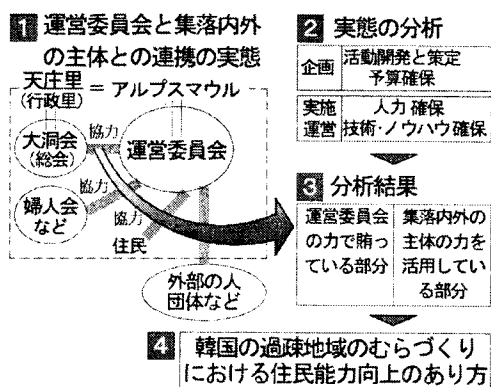 1 運営委員会と集落内外
の主体との連携の実態
天庄里
(行政里)
= アルプスマウル
大洞会
(総会)
協力
運営委員会
婦人会
など
協力
協力
住民
外部の人
団体など
2 実態の分析
企画
活動開発と策定
予算確保
実施
運営
人力 確保
技術・ノウハウ確保
3 分析結果
運営委員会
の力で賄っ
ている部分
集落内外の
主体の力を
活用してい
る部分
4 韓国の過疎地域のむらづくり
における住民能力向上のあり方